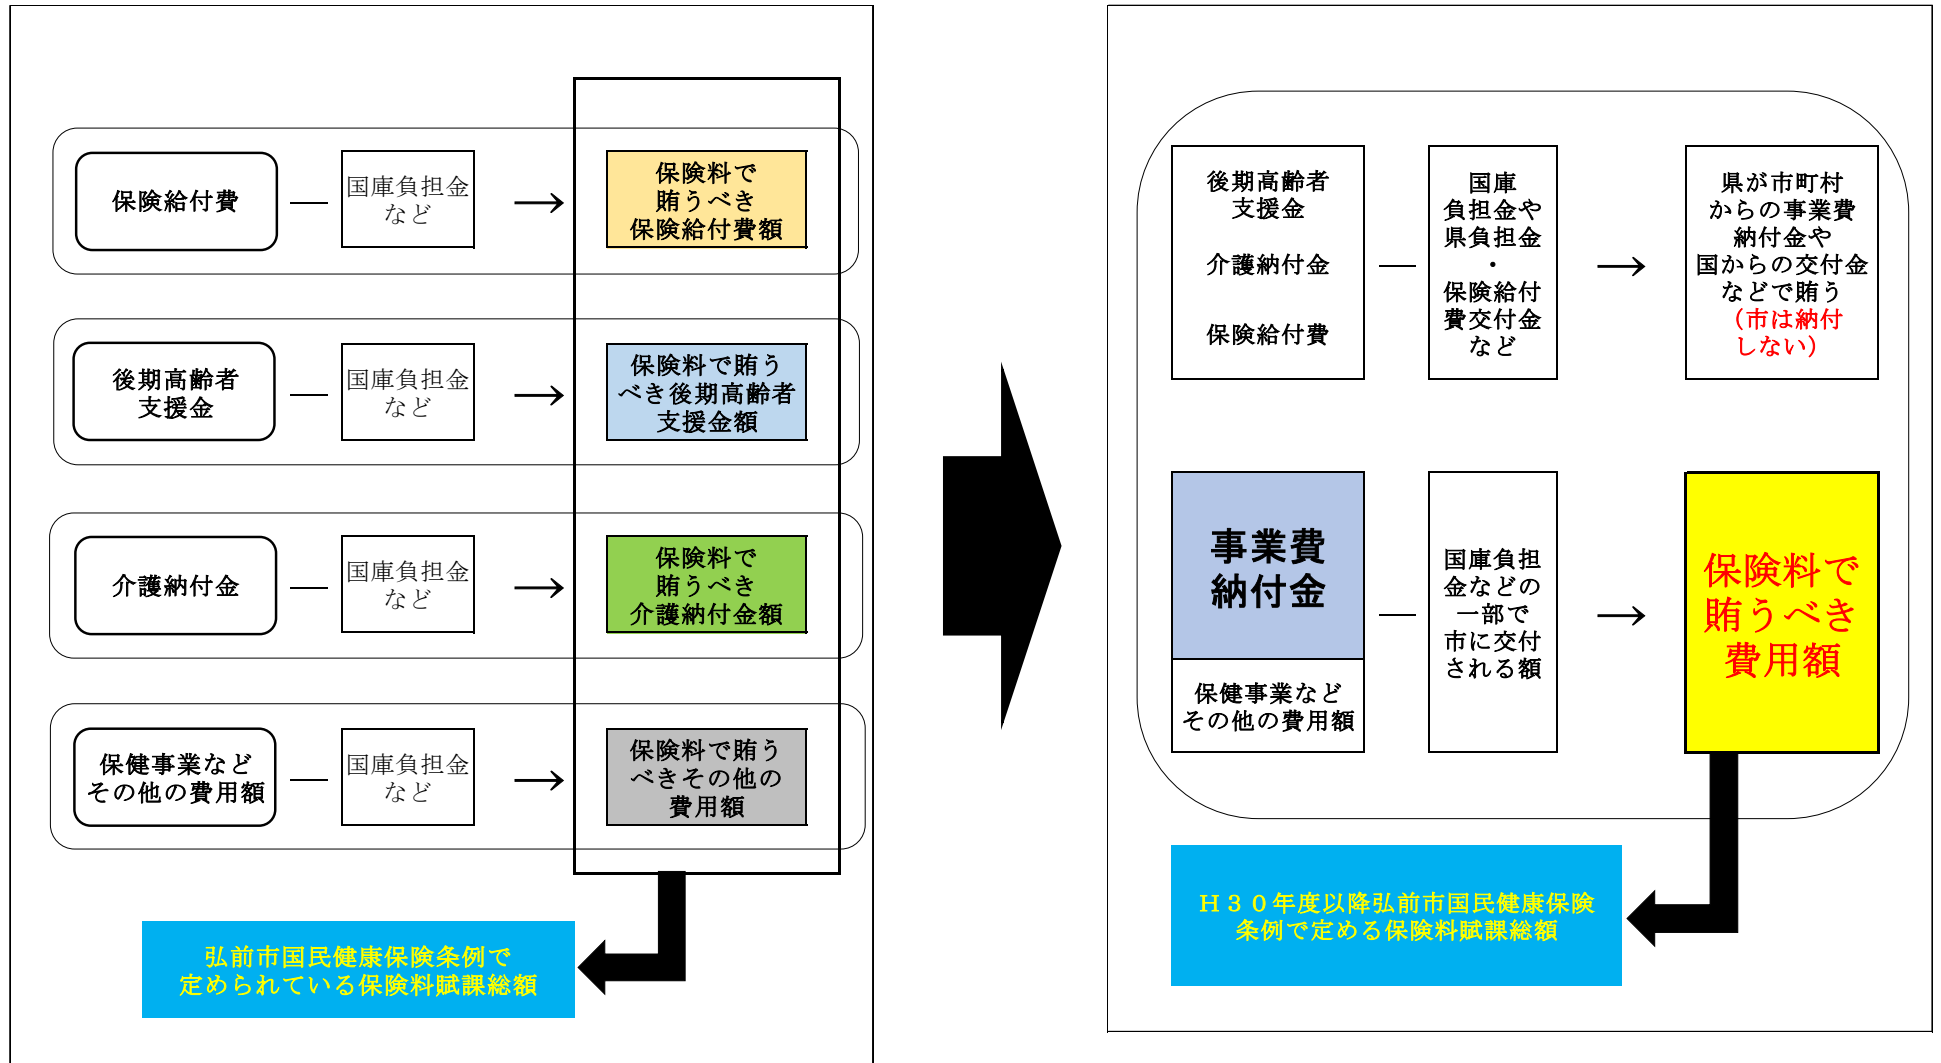 保険給付費
国庫負担金
など
保険料で
賄うべき
保険給付費額
後期高齢者
支援金
国庫負担金
など
保険料で賄う
べき後期高齢者
支援金額
介護納付金
国庫負担金
など
保険料で
賄うべき
介護納付金額
保健事業など
その他の費用額
国庫負担金
など
保険料で賄う
べきその他の
費用額
弘前市国民健康保険条例で
定められている保険料賦課総額
後期高齢者
支援金
介護納付金
保険給付費
国庫
負担金や
県負担金
・
保険給付
費交付金
など
県が市町村
からの事業費
納付金や
国からの交付金
などで賄う
（市は納付
しない）
事業費
納付金
保健事業など
その他の費用額
国庫負担
金などの
一部で
市に交付
される額
保険料で
賄うべき
費用額
Ｈ３０年度以降弘前市国民健康保険
条例で定める保険料賦課総額